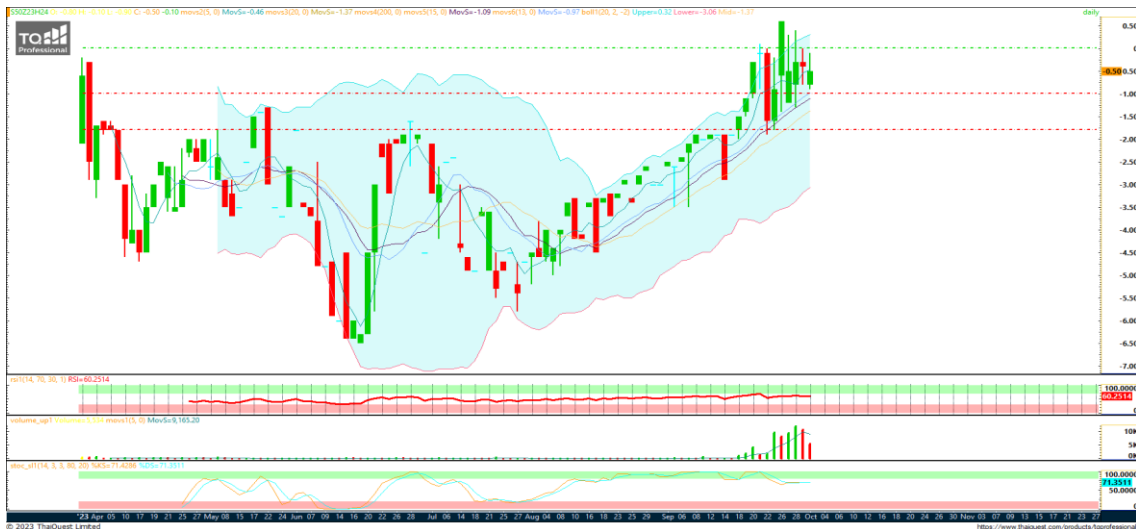 S50Z23H24 C: -0.50 -0.10 movs2(5, 0) MovS=-0.46 movs3(20, 0) MovS=-1.37 movs4(200, 0) movs5(15, 0) MovS=-1.09 movs6(13, 0) MovS=-0.97 boll1(20, 2, -2) Upper=0.32 Lower=-3.06 Mid=-1.37 daily
TQ
Professional
0.50
0
-0.50 0.50
-1.00
-1.50
-2.00
-2.50
-3.00
-3.50
-4.00
-4.50
-5.00
-5.50
-6.00
-6.50
-7.00
rsi1(14, 70, 30, 1) RSI=60.2514
100.0000
60.2514
0
volume_up1 movs1(5, 0) MovS=9,165.20
10K
5K
0K
stoc_sl1(14, 3, 3, 80, 20) %KS=71.4286 %DS=71.3511
100.0000
71.3511
50.0000
'23 Apr 05 10 17 19 21 25 27 May 08 10 12 16 18 22 24 Jun 07 09 12 14 16 20 22 26 28 Jul 06 14 18 20 21 25 27 Aug 04 08 10 16 18 22 23 25 29 Sep 06 08 12 14 18 20 22 26 28 Oct 04 06 10 12 17 19 24 26 30 Nov 03 07 09 13 15 17 21 23 27 Jul
© 2023 ThaiQuest Limited https://www.thaiquest.com/products/tqprofessional